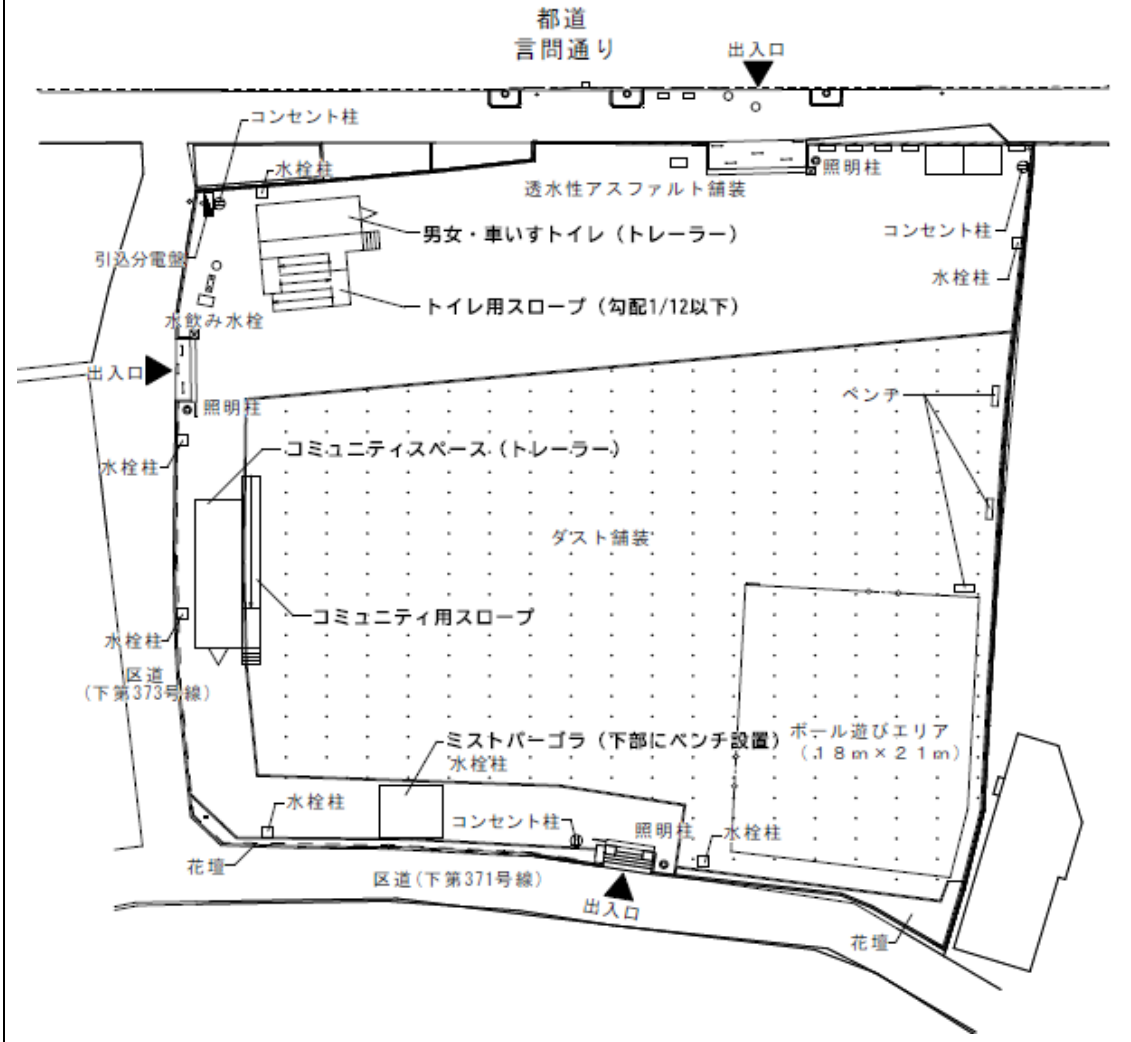 都道
言問通り
出入口
コンセント柱
水栓柱
照明柱
透水性アスファルト舗装
男女・車いすトイレ（トレーラー）
コンセント柱
引込分電盤
水栓柱
トイレ用スロープ（勾配1/12以下）
水飲み水栓
出入口
照明柱
ベンチ
コミュニティスペース（トレーラー）
水栓柱
ダスト舗装
コミュニティ用スロープ
水栓柱
区道
（下第373号線）
ミストパーゴラ（下部にベンチ設置）
ボール遊びエリア
（１８ｍ×２１ｍ）
水栓柱
水栓柱
コンセント柱
照明柱
水栓柱
花壇
区道（下第371号線）
出入口
花壇